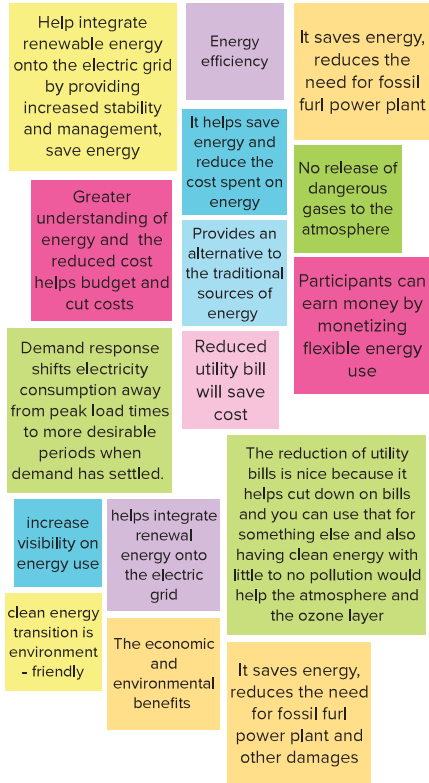 Help integrate
renewable energy
onto the electric grid
by providing
increased stability
and management,
save energy
Energy
efficiency
It saves energy,
reduces the
need for fossil
furl power plant
It helps save
energy and
reduce the
cost spent on
energy
No release of
dangerous
gases to the
atmosphere
Greater
understanding of
energy and the
reduced cost
helps budget and
cut costs
Provides an
alternative to
the traditional
sources of
energy
Participants can
earn money by
monetizing
flexible energy
use
Demand response
shifts electricity
consumption away
from peak load times
to more desirable
periods when
demand has settled.
Reduced
utility bill
will save
cost
The reduction of utility
bills is nice because it
helps cut down on bills
and you can use that for
something else and also
having clean energy with
little to no pollution would
help the atmosphere and
the ozone layer
increase
visibility on
energy use
helps integrate
renewal
energy onto
the electric
grid
clean energy
transition is
environment
- friendly
The economic
and
environmental
benefits
It saves energy,
reduces the need
for fossil furl
power plant and
other damages